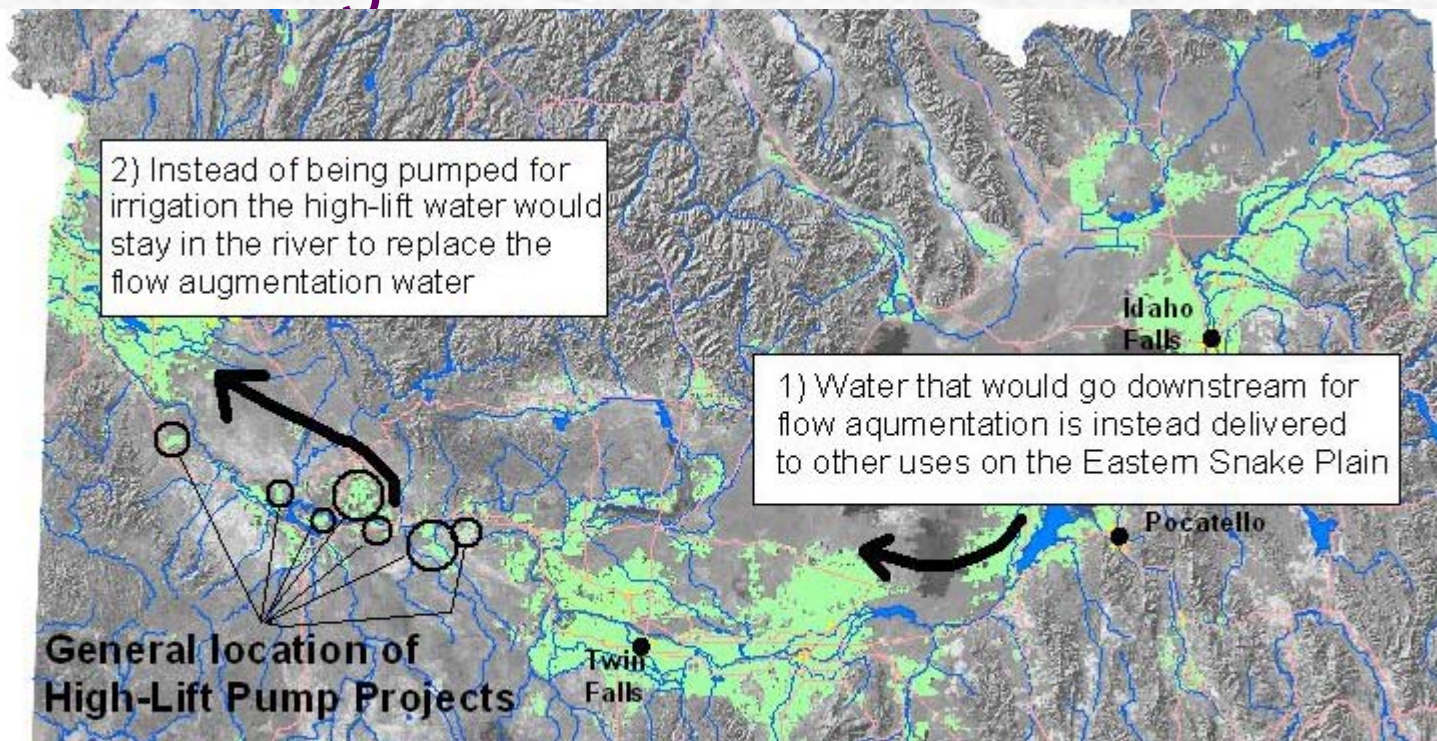 2) Instead of being pumped for
irrigation the high-lift water would
stay in the river to replace the
flow augmentation water
Idaho
Falls
1) Water that would go downstream for
flow aqumentation is instead delivered
to other uses on the Eastern Snake Plain
Pocatello
General location of
High-Lift Pump Projects
Twin
Falls